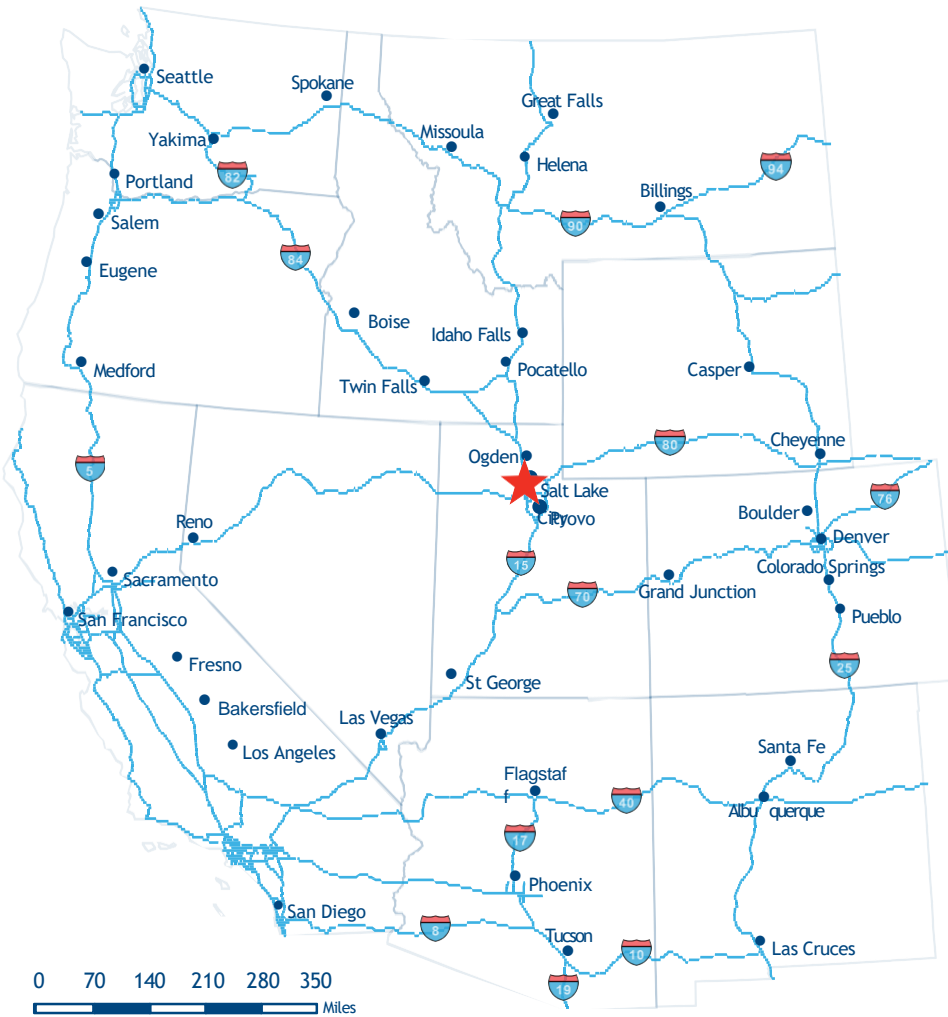 Seattle
Spokane
Great Falls
Yakima
Missoula
Helena
82
94
Portland
Billings
Salem
90
84
Eugene
Boise
Idaho Falls
Medford
Twin Falls
Pocatello
Casper
5
Ogden
80
Cheyenne
Salt Lake
City
Provo
76
Boulder
Reno
Denver
15
Colorado Springs
Sacramento
70
Grand Junction
San Francisco
Pueblo
Fresno
25
St George
Bakersfield
Las Vegas
Los Angeles
Santa Fe
Flagstaf
f
40
Albu querque
17
Phoenix
San Diego
8
Tucson
10
Las Cruces
19
0 70 140 210 280 350
Miles